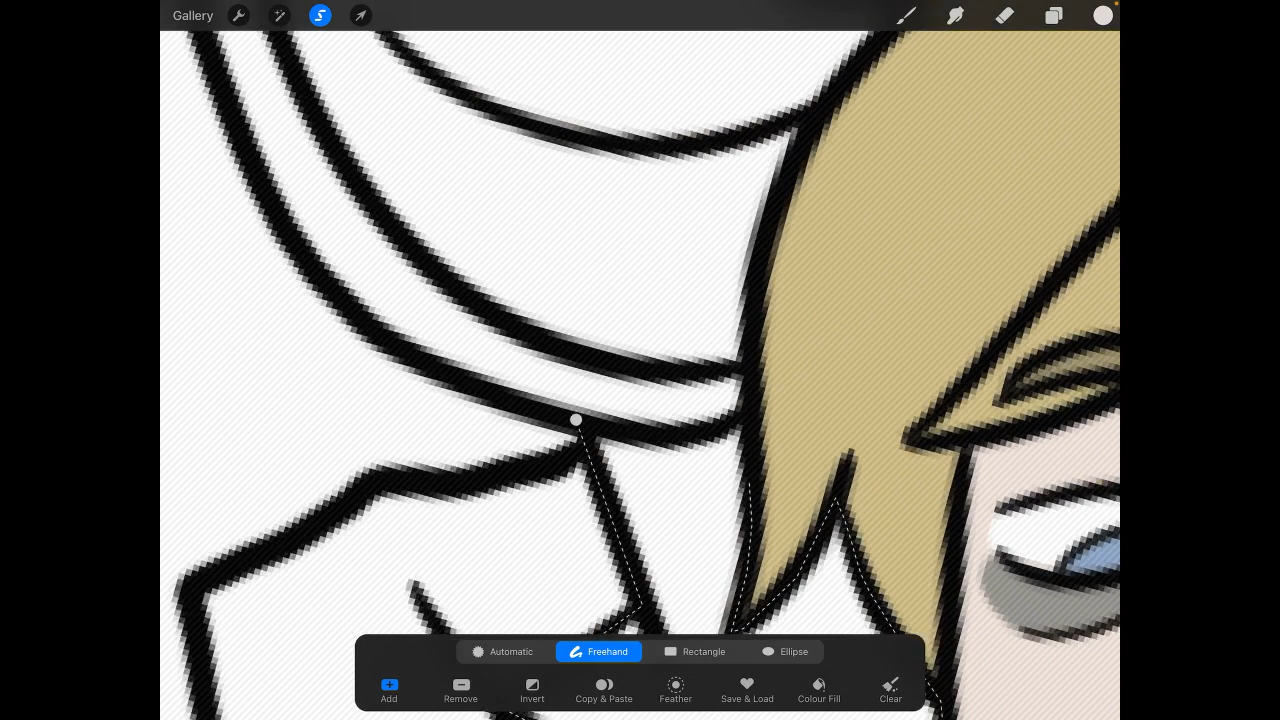 Gallery
Automatic Freehand Rectangle Ellipse
Add Remove Invert Copy & Paste Feather Save & Load Colour Fill Clear